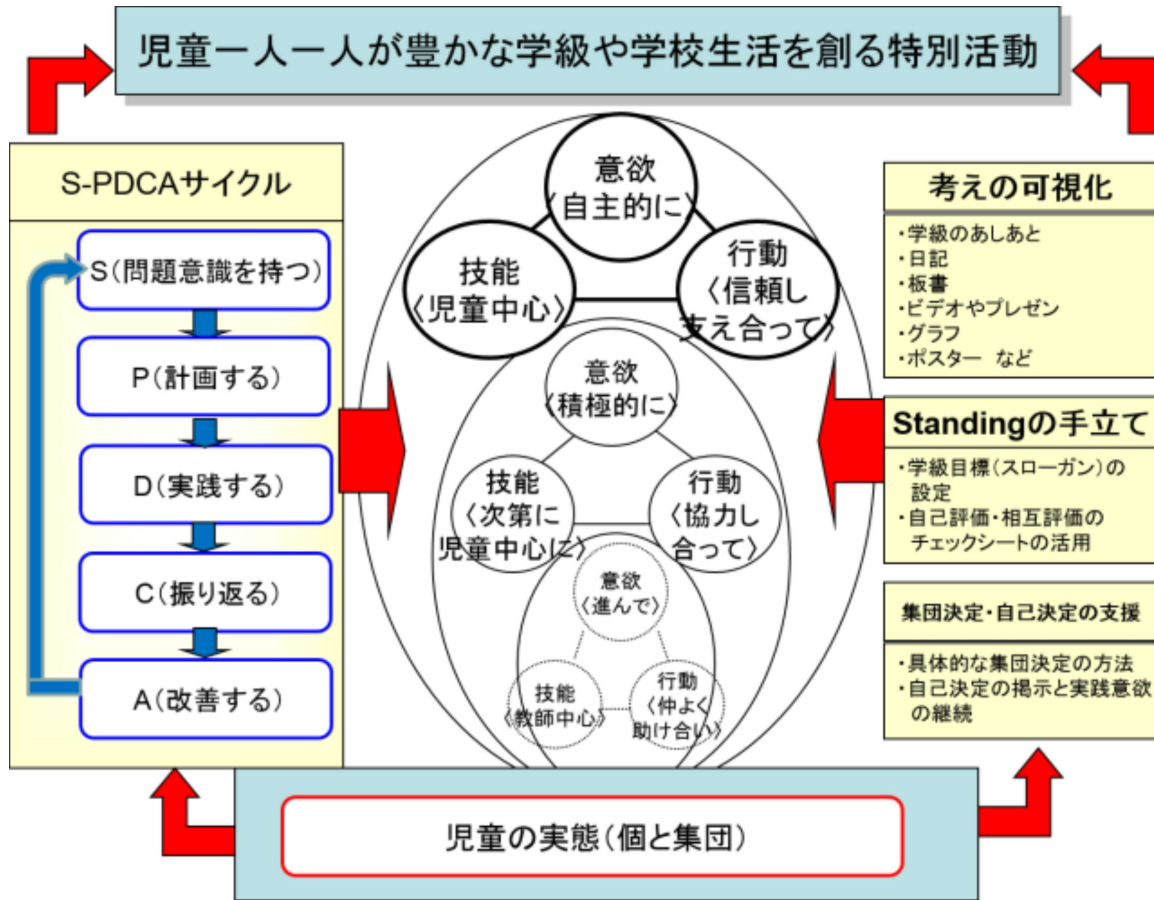 児童一人一人が豊かな学級や学校生活を創る特別活動
S-PDCAサイクル
S(問題意識を持つ)
P(計画する)
D(実践する)
C(振り返る)
A(改善する)
意欲
〈自主的に〉
技能
〈児童中心〉
行動
〈信頼し
支え合って〉
意欲
〈積極的に〉
技能
〈次第に
児童中心に〉
行動
〈協力し
合って〉
意欲
〈進んで〉
技能
〈教師中心〉
行動
〈仲よく
助け合い〉
考えの可視化
・学級のあしあと
・日記
・板書
・ビデオやプレゼン
・グラフ
・ポスター など
Standingの手立て
・学級目標(スローガン)の
設定
・自己評価・相互評価の
チェックシートの活用
集団決定・自己決定の支援
・具体的な集団決定の方法
・自己決定の掲示と実践意欲
の継続
児童の実態(個と集団)